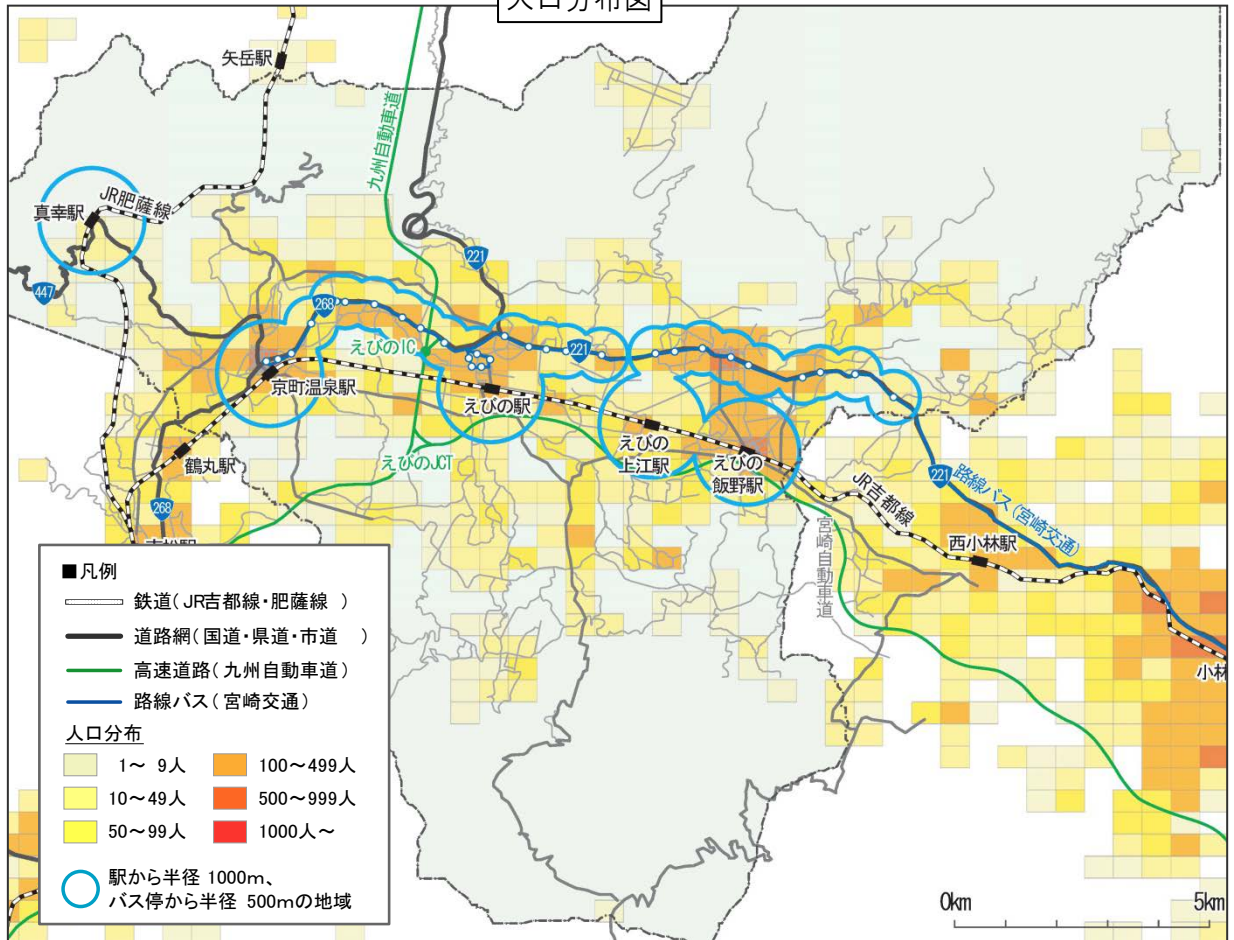 人口分布図
矢岳駅
九州自動車道
JR肥薩線
真幸駅
221
447
268
えびのIC
221
京町温泉駅
えびの駅
えびの
上江駅
えびの
飯野駅
鶴丸駅
えびのJCT
221
路線バス(宮崎交通)
JR吉都線
268
宮崎自動車道
西小林駅
吉松駅
小林
■凡例
鉄道(JR吉都線・肥薩線 )
道路網(国道・県道・市道 )
高速道路(九州自動車道)
路線バス(宮崎交通)
人口分布
1～ 9人
100～499人
10～49人
500～999人
50～99人
1000人～
駅から半径 1000m、
バス停から半径 500mの地域
0km
5km